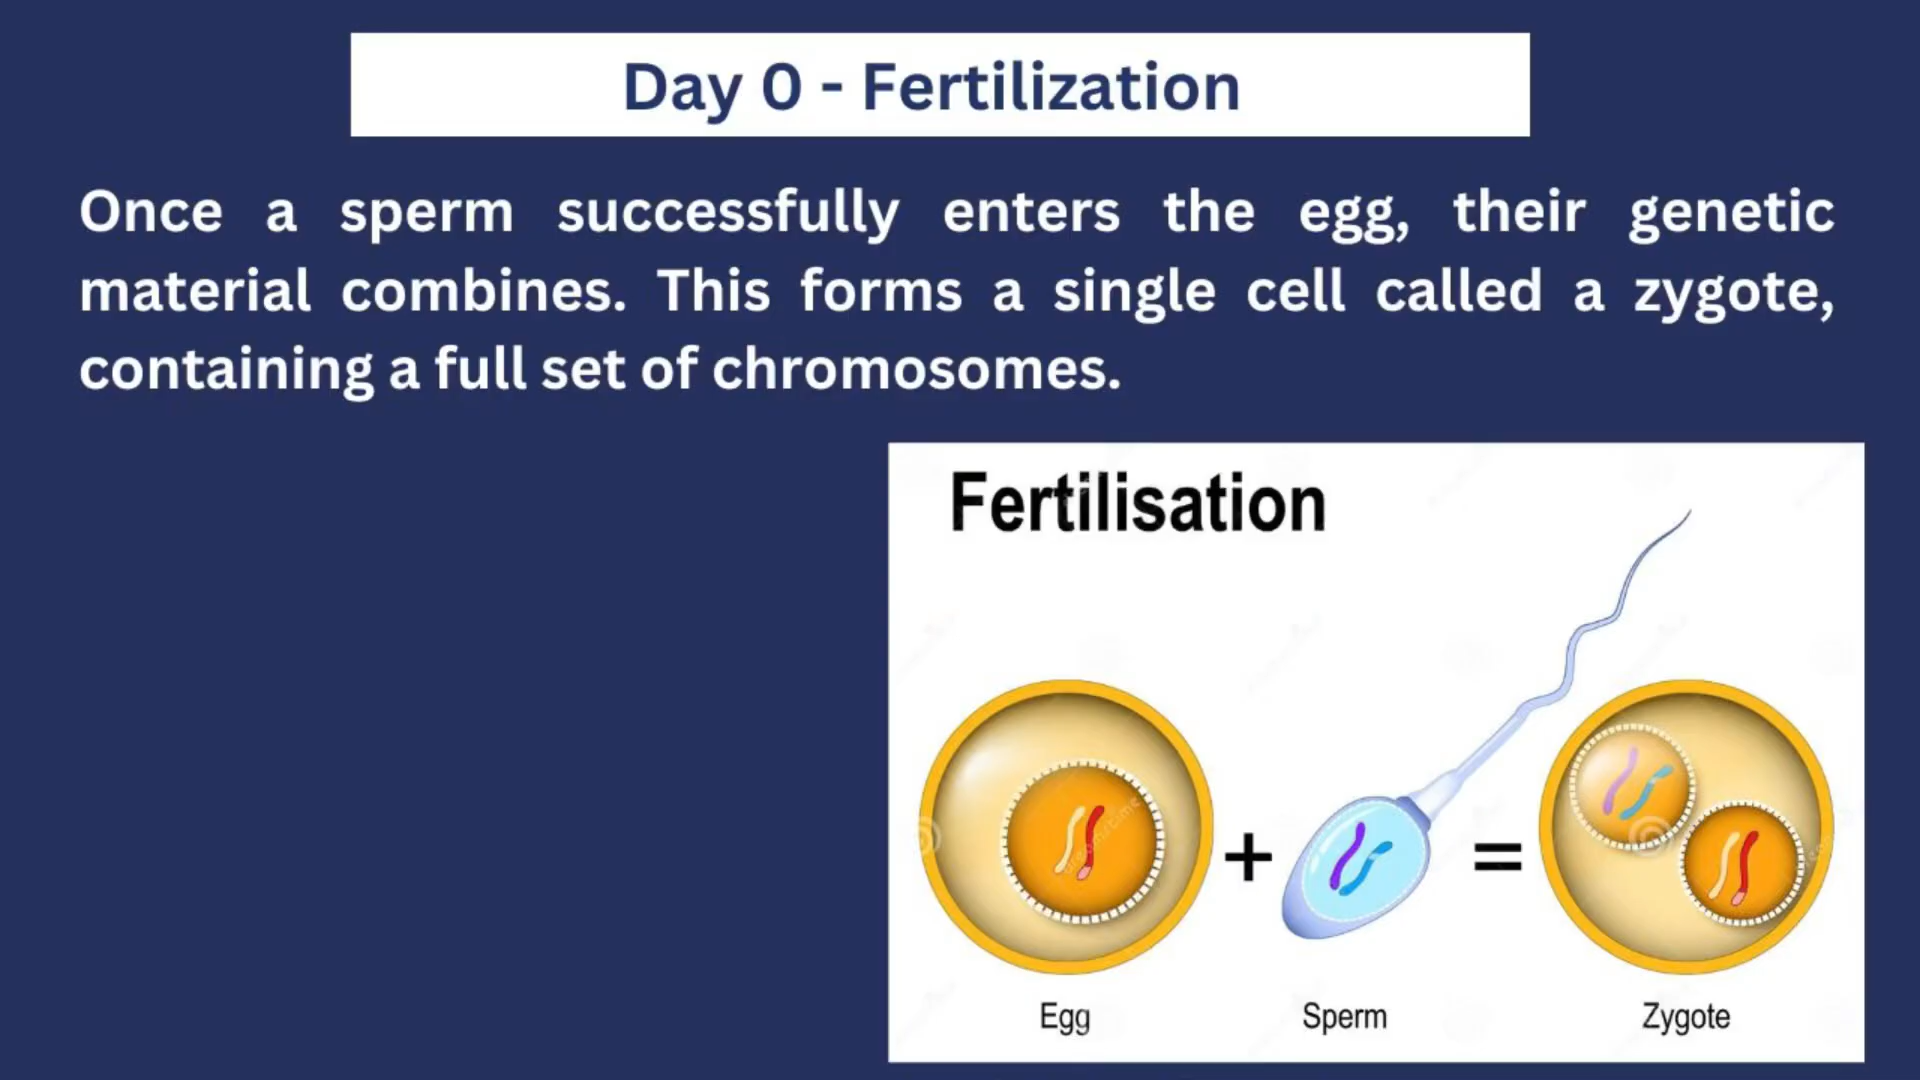 Day 0 - Fertilization
Once a sperm successfully enters the egg, their genetic
material combines. This forms a single cell called a zygote,
containing a full set of chromosomes.
Fertilisation
+
=
Egg
Sperm
Zygote